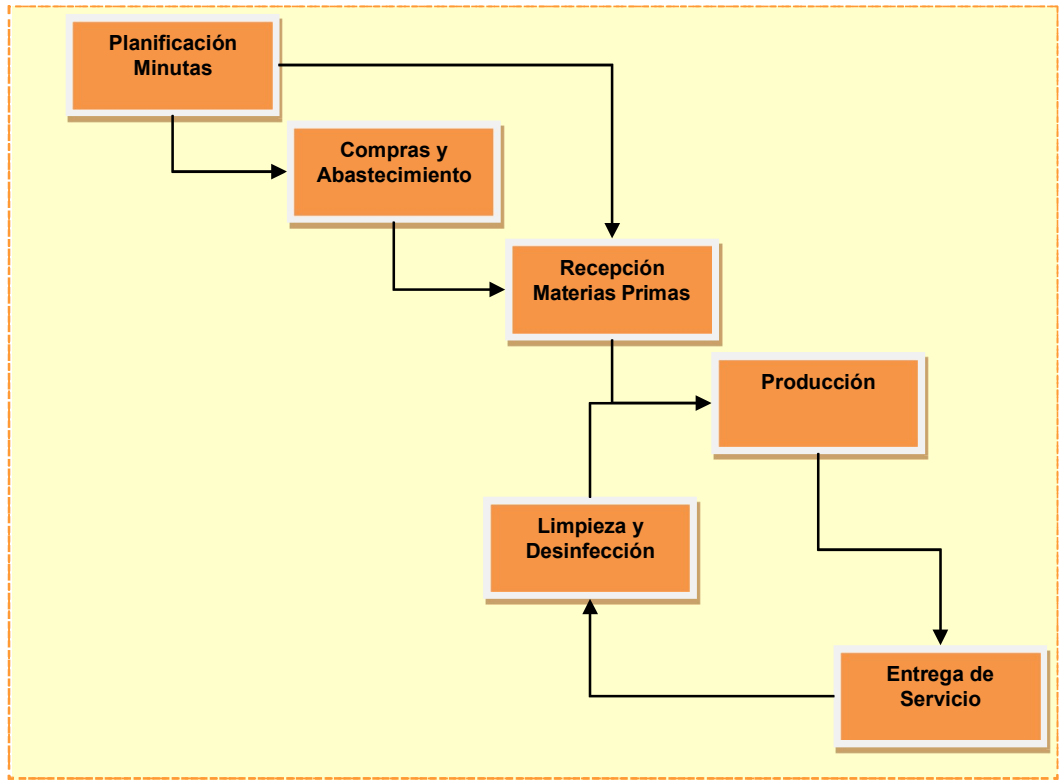 Planificación
Minutas
Compras y
Abastecimiento
Recepción
Materias Primas
Producción
Limpieza y
Desinfección
Entrega de
Servicio